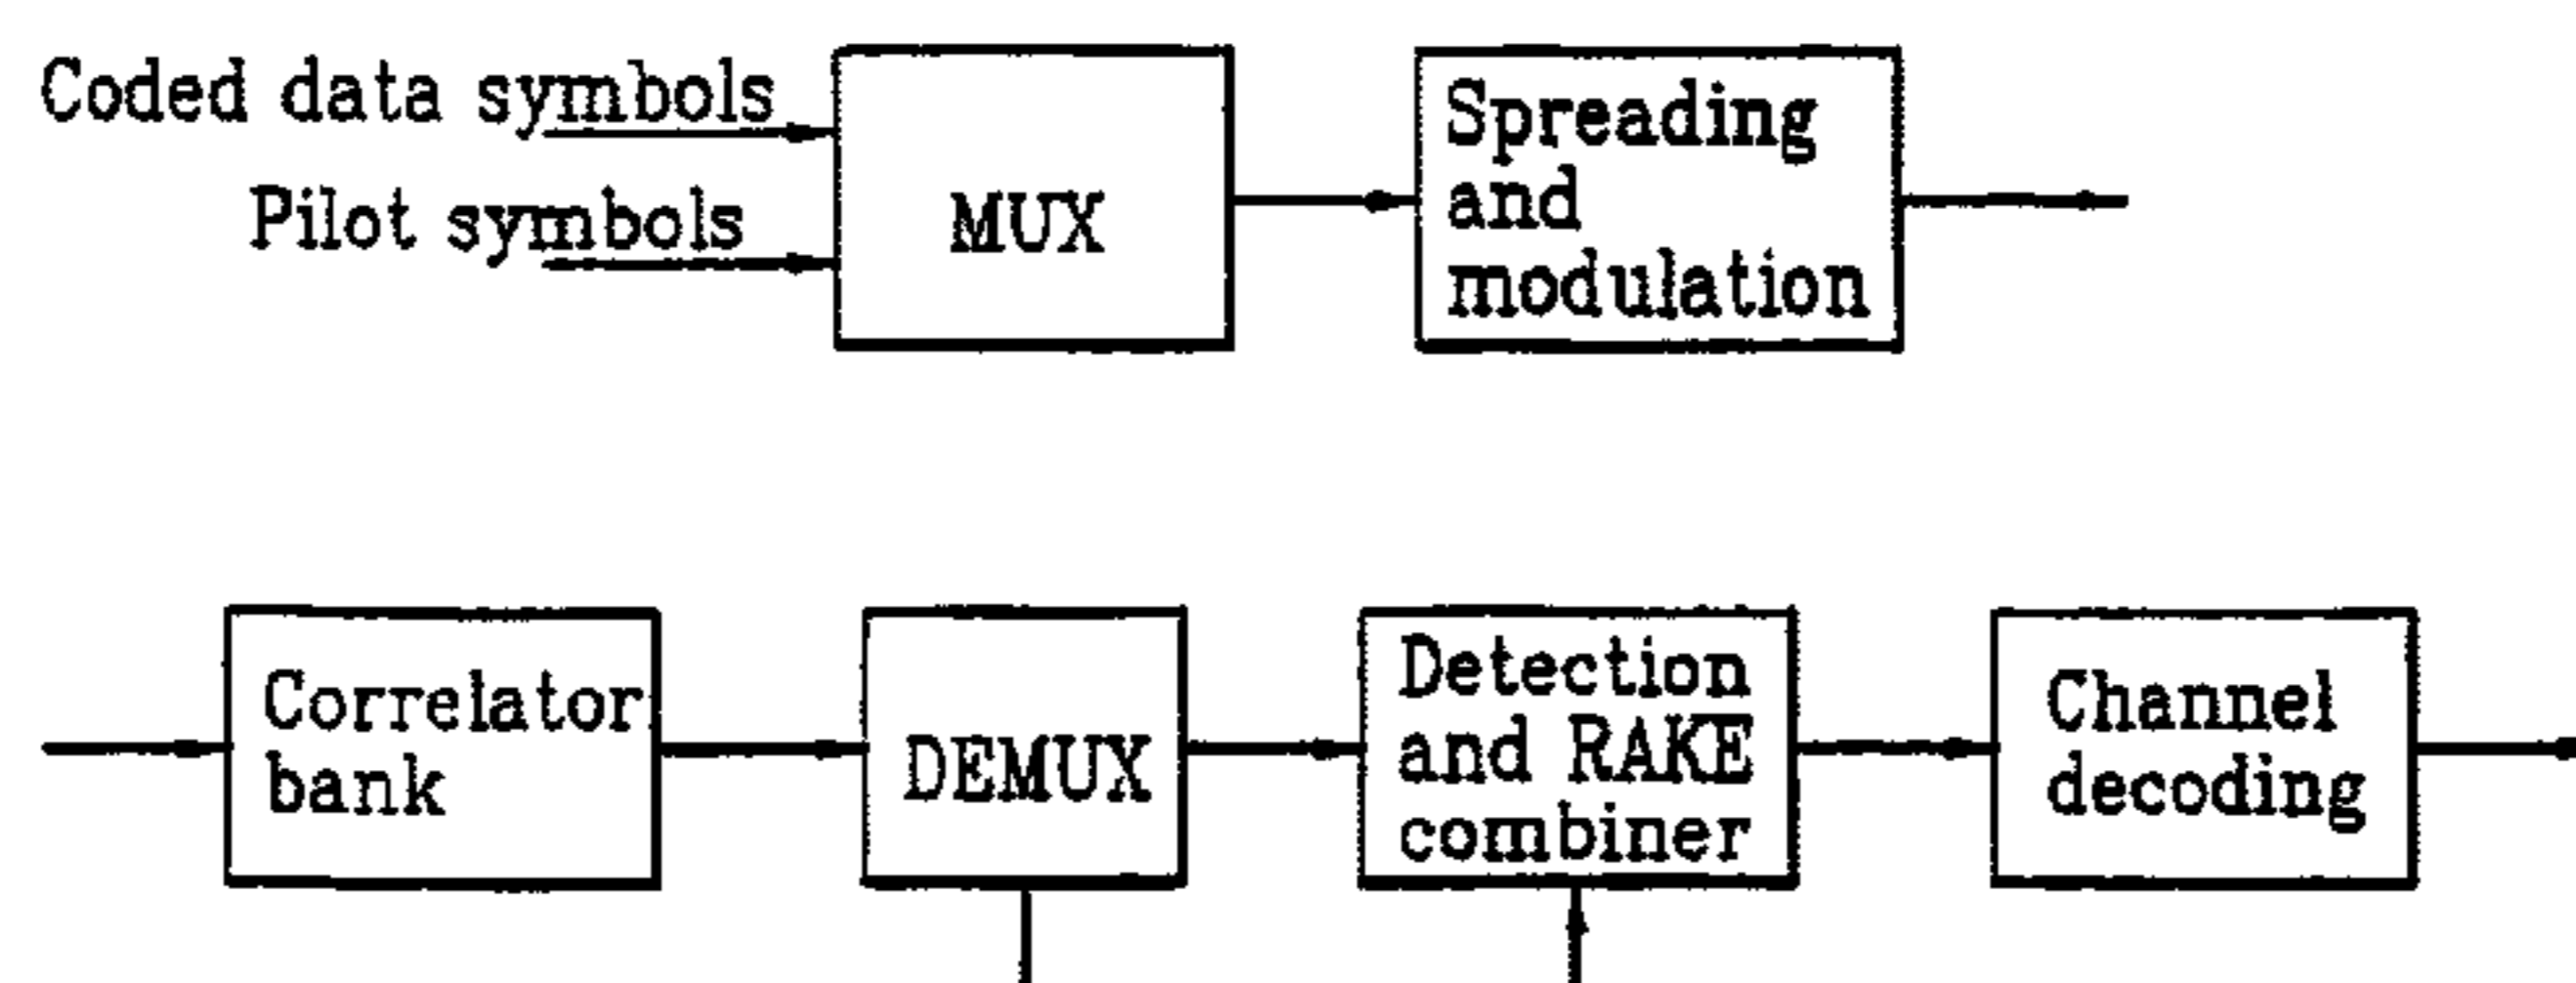 Coded data symbols
Pilot symbols
MUX
Spreading
and
modulation
Correlator
bank
DEMUX
Detection
and RAKE
combiner
Channel
decoding